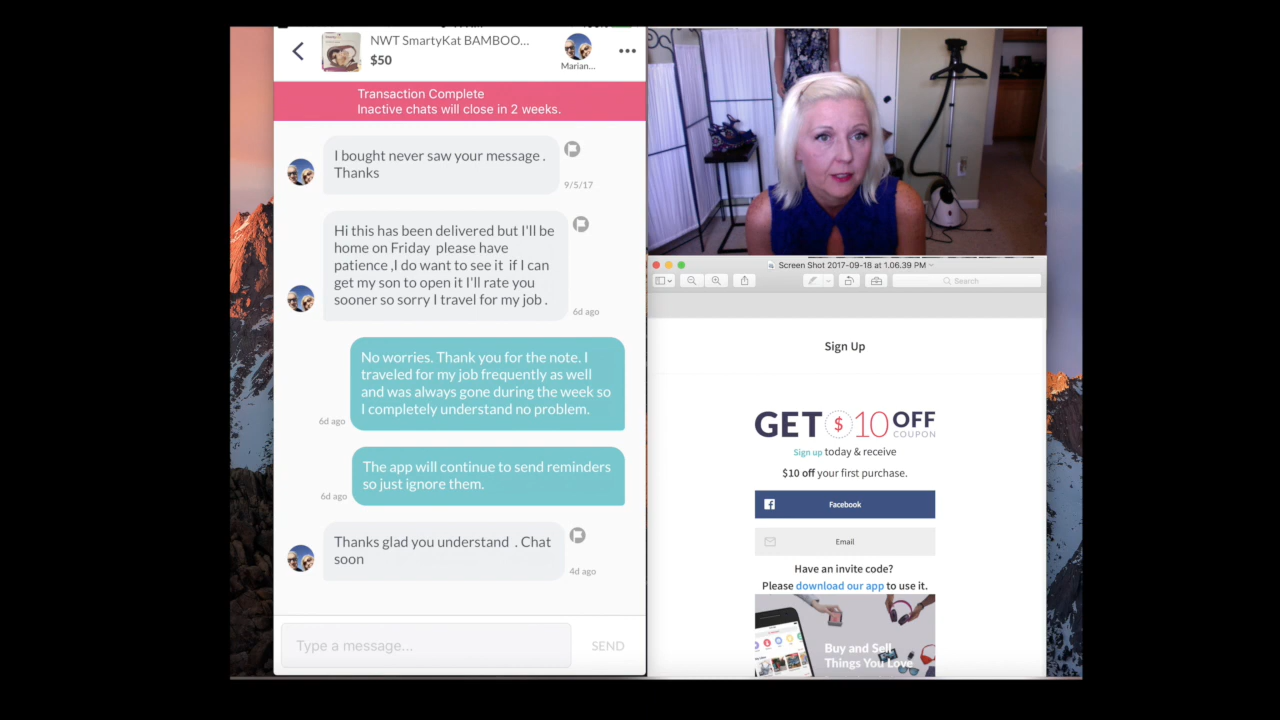 NWT SmartyKat BAMBOO...
$50
Marian...
Transaction Complete
Inactive chats will close in 2 weeks.
I bought never saw your message .
Thanks
9/5/17
Hi this has been delivered but I'll be
home on Friday please have
patience ,I do want to see it if I can
get my son to open it I'll rate you
sooner so sorry I travel for my job .
6d ago
No worries. Thank you for the note. I
traveled for my job frequently as well
and was always gone during the week so
I completely understand no problem.
6d ago
The app will continue to send reminders
so just ignore them.
6d ago
Thanks glad you understand . Chat
soon
4d ago
Type a message...
SEND
Screen Shot 2017-09-18 at 1.06.39 PM
Search
Sign Up
GET $10 OFF
COUPON
Sign up today & receive
$10 off your first purchase.
Facebook
Email
Have an invite code?
Please download our app to use it.
Buy and Sell
Things You Love